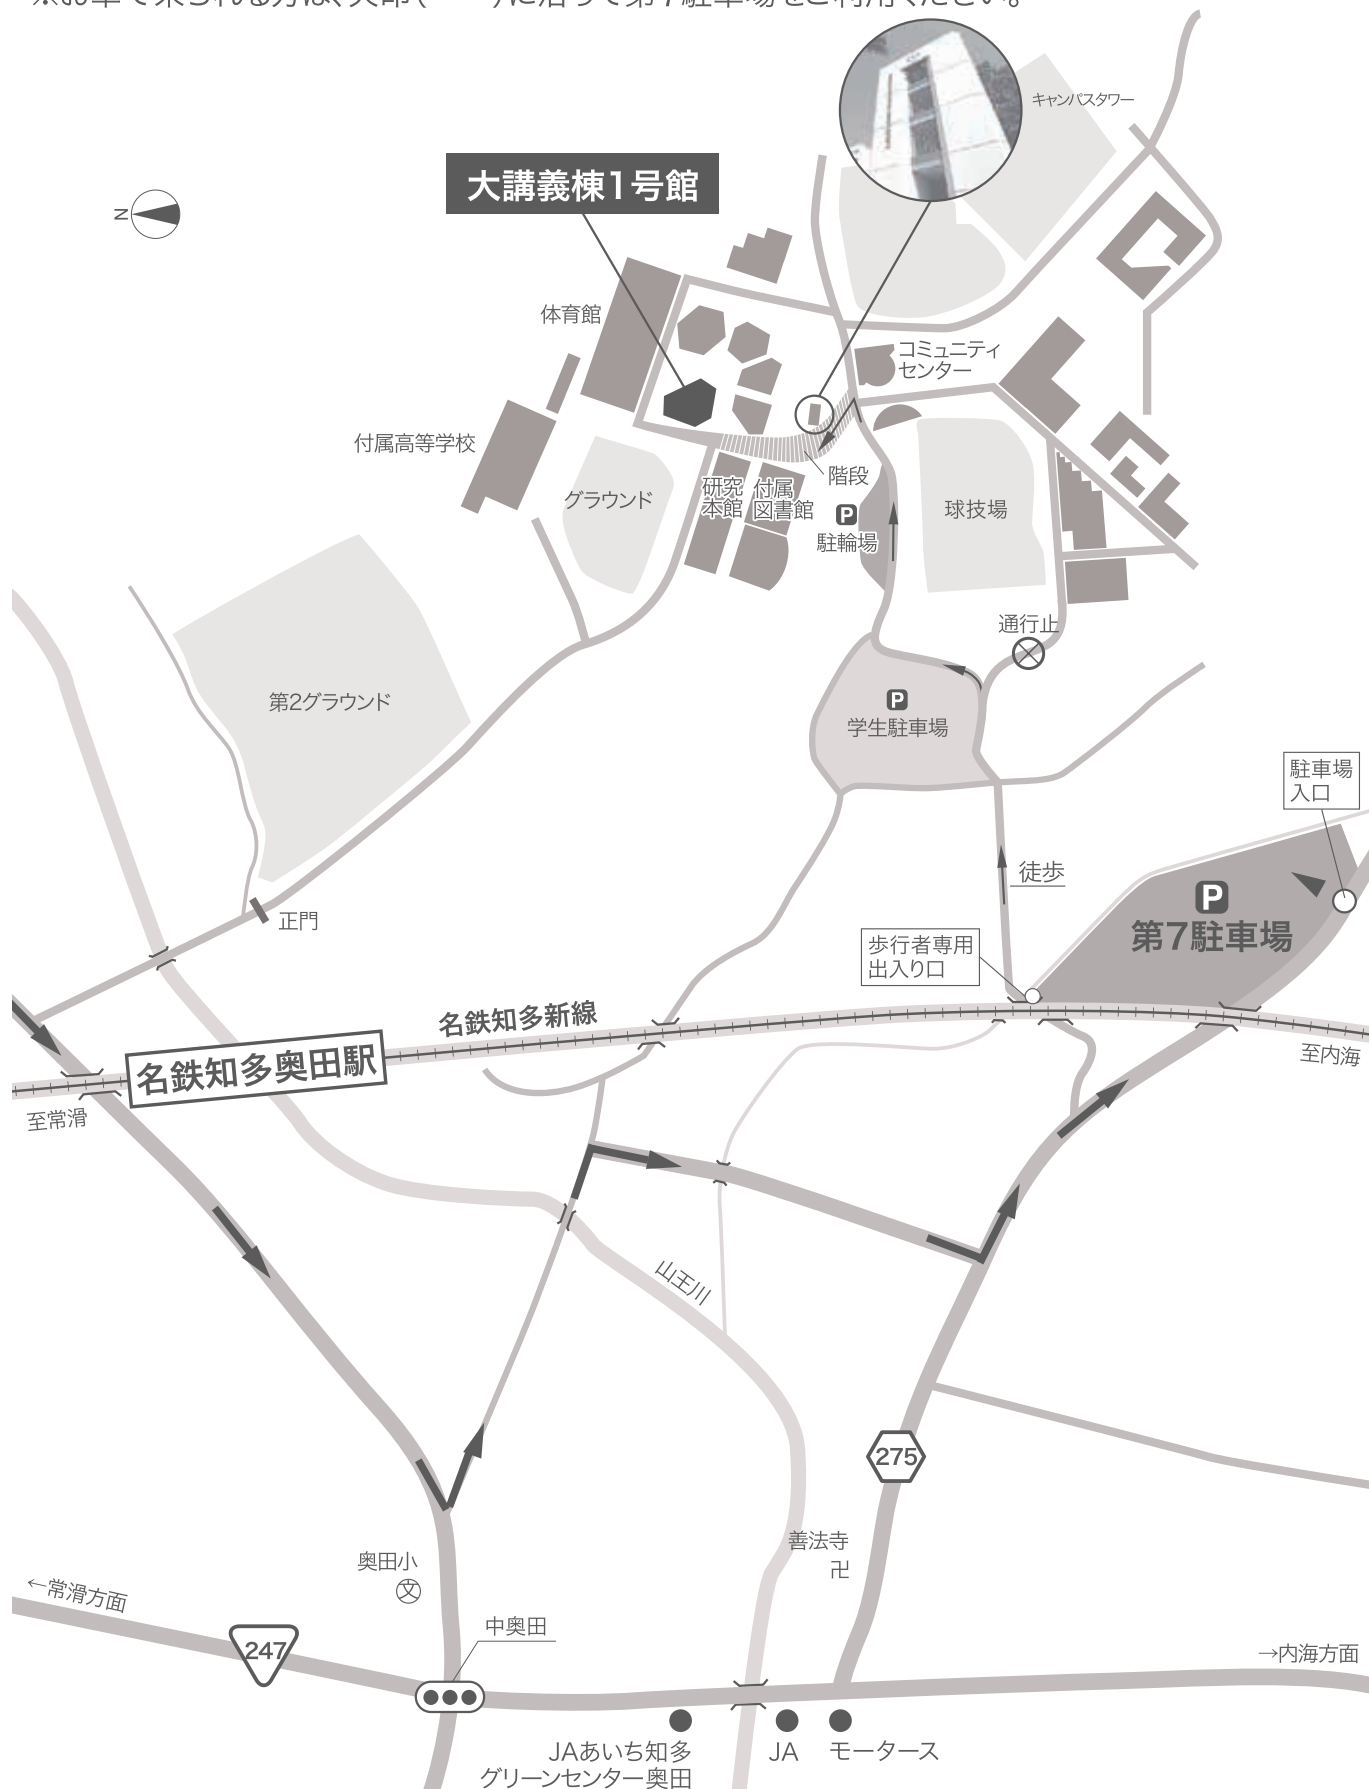 キャンパスタワー
大講義棟1号館
N
体育館
コミュニティ
センター
付属高等学校
グラウンド
研究
本館
付属
図書館
階段
P
駐輪場
球技場
通行止
第2グラウンド
P
学生駐車場
駐車場
入口
徒歩
P
第7駐車場
正門
歩行者専用
出入り口
名鉄知多新線
名鉄知多奥田駅
至内海
至常滑
山王川
275
善法寺
卍
奥田小
文
←常滑方面
247
中奥田
→内海方面
JAあいち知多
グリーンセンター奥田
JA
モータース